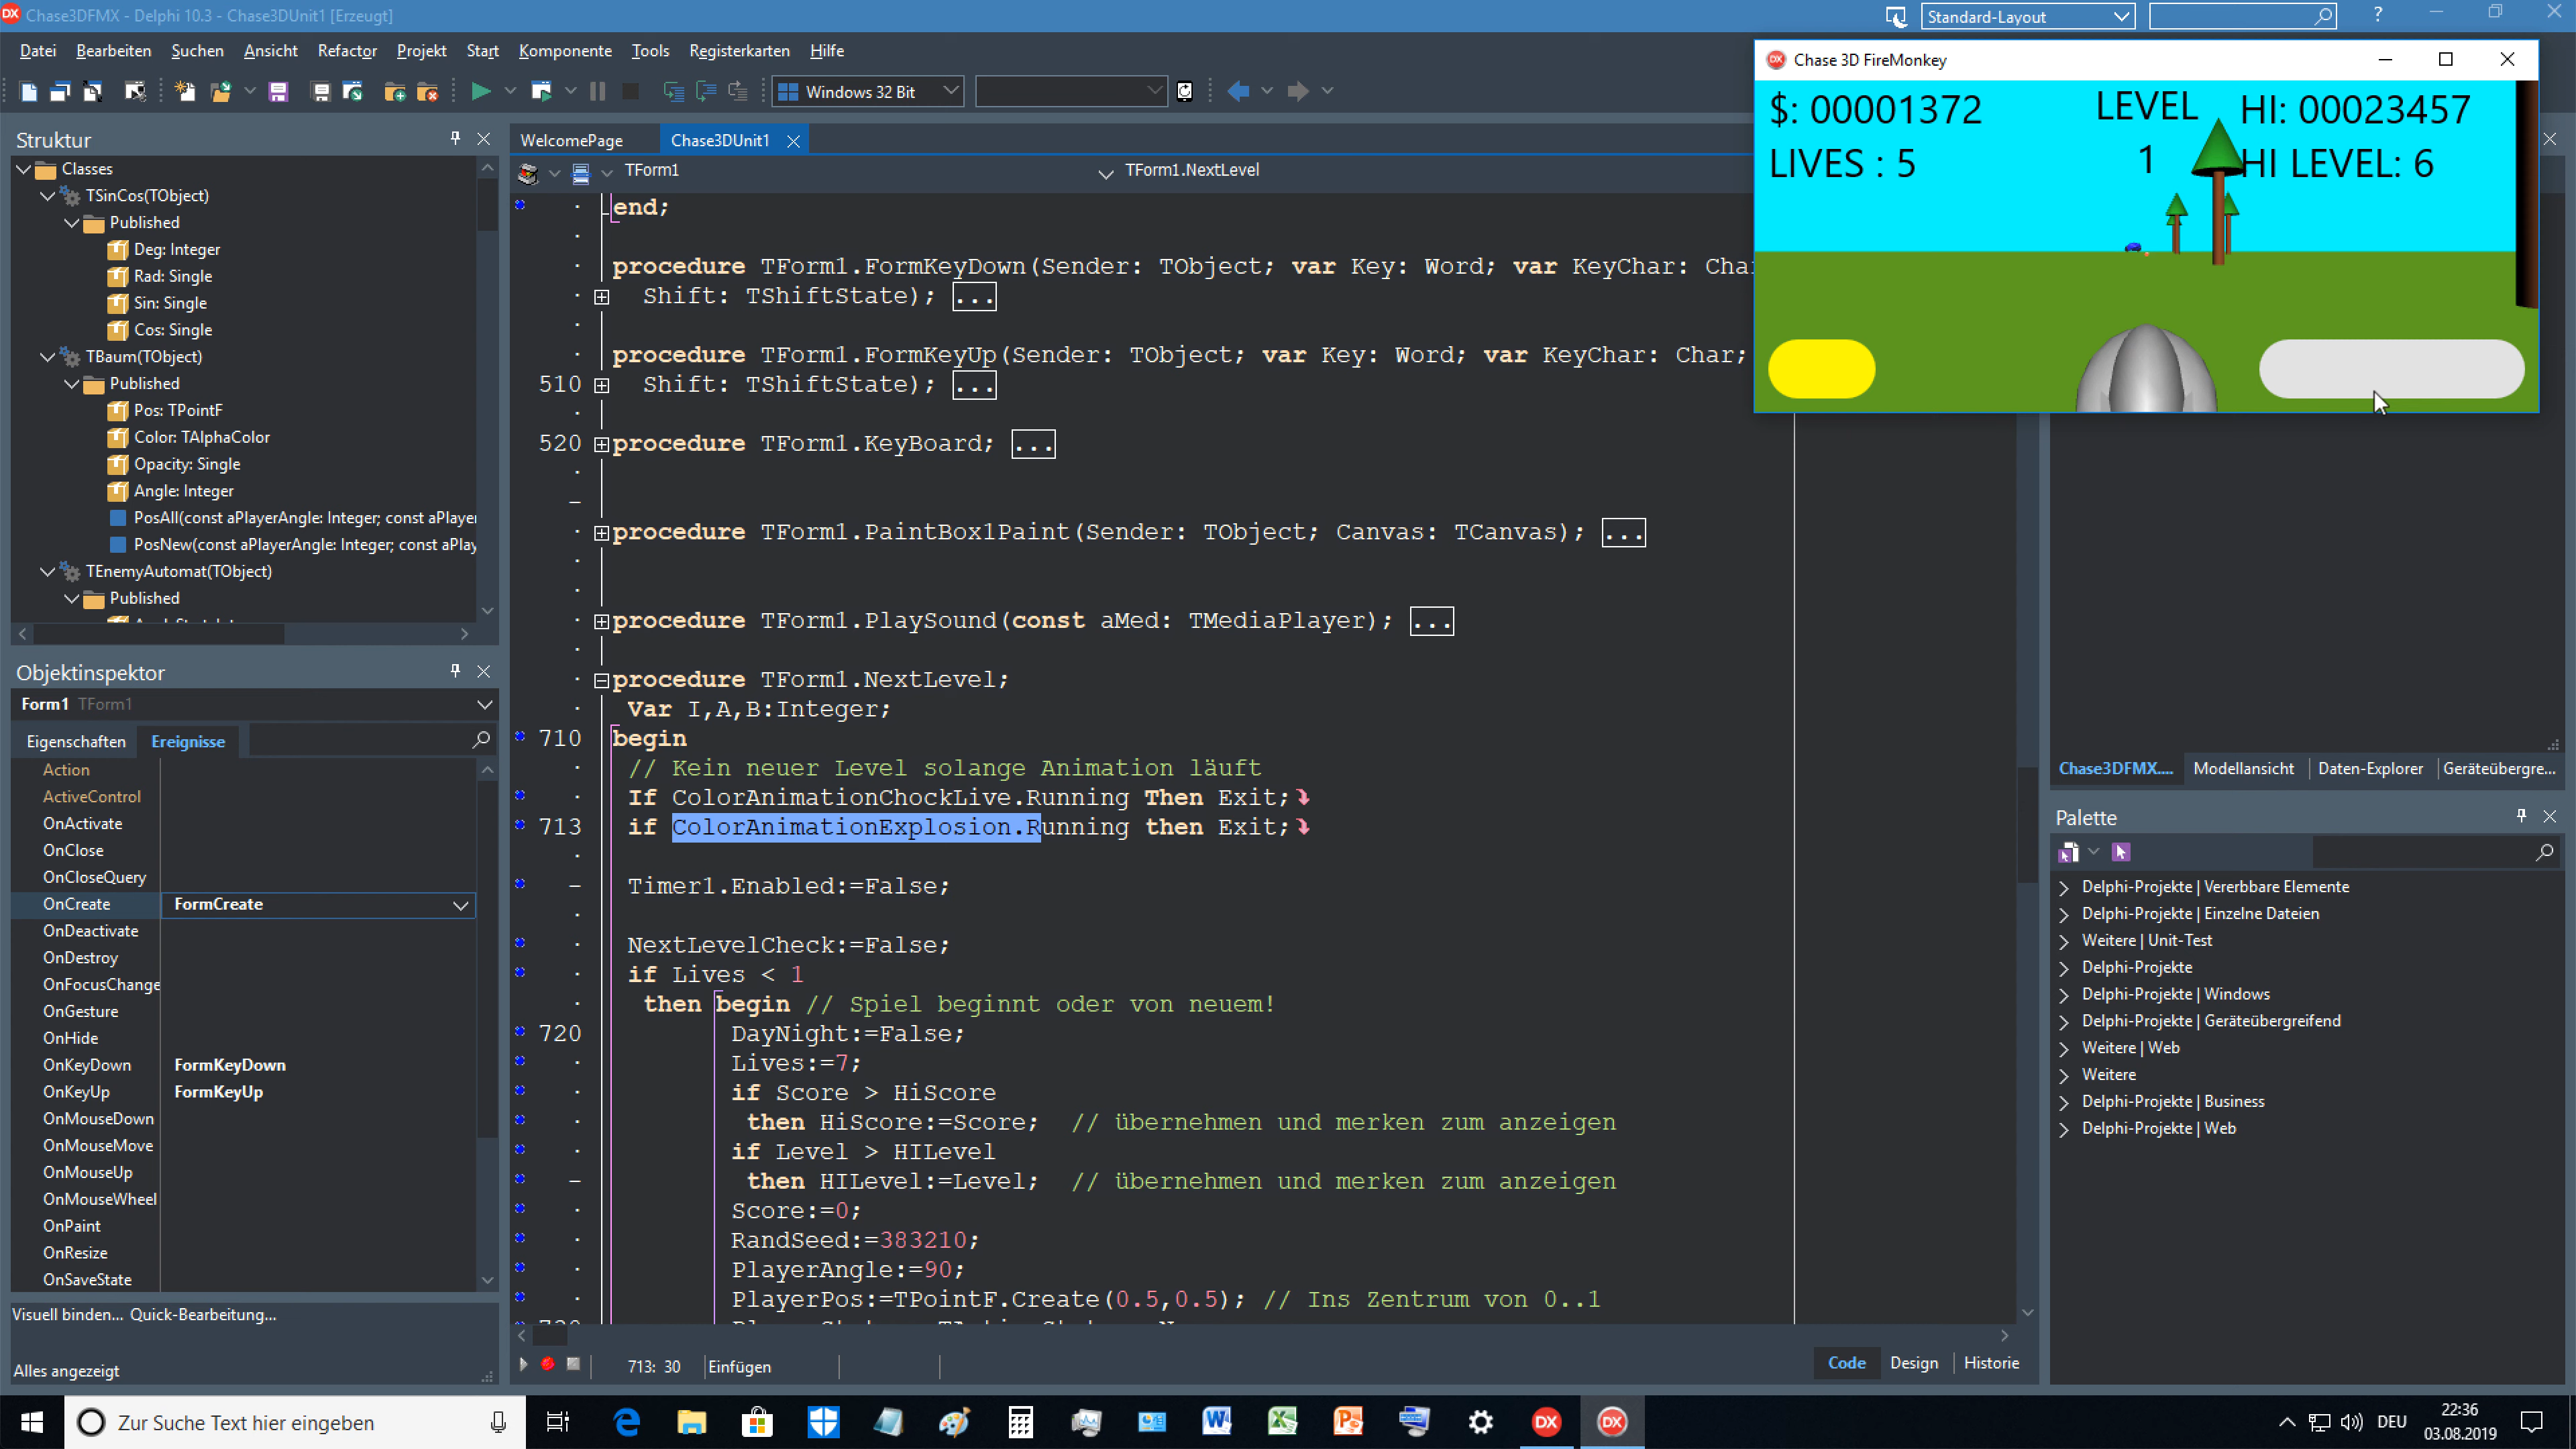 Chase3DFMX - Delphi 10.3 - Chase3DUnit1 [Erzeugt]
Standard-Layout
?
Datei Bearbeiten Suchen Ansicht Refactor Projekt Start Komponente Tools Registerkarten Hilfe
Windows 32 Bit
Struktur
Classes
TSinCos(TObject)
Published
Deg: Integer
Rad: Single
Sin: Single
Cos: Single
TBaum(TObject)
Published
Pos: TPointF
Color: TAlphaColor
Opacity: Single
Angle: Integer
PosAll(const aPlayerAngle: Integer; const aPlayer
PosNew(const aPlayerAngle: Integer; const aPlay
TEnemyAutomat(TObject)
Published
Objektinspektor
Form1 TForm1
Eigenschaften Ereignisse
Action
ActiveControl
OnActivate
OnClose
OnCloseQuery
OnCreate FormCreate
OnDeactivate
OnDestroy
OnFocusChange
OnGesture
OnHide
OnKeyDown FormKeyDown
OnKeyUp FormKeyUp
OnMouseDown
OnMouseMove
OnMouseUp
OnMouseWheel
OnPaint
OnResize
OnSaveState
Visuell binden... Quick-Bearbeitung...
Alles angezeigt
WelcomePage Chase3DUnit1
TForm1 TForm1.NextLevel
end;
procedure TForm1.FormKeyDown(Sender: TObject; var Key: Word; var KeyChar: Char
Shift: TShiftState); ...
procedure TForm1.FormKeyUp(Sender: TObject; var Key: Word; var KeyChar: Char;
510 Shift: TShiftState); ...
520 procedure TForm1.KeyBoard; ...
procedure TForm1.PaintBox1Paint(Sender: TObject; Canvas: TCanvas); ...
procedure TForm1.PlaySound(const aMed: TMediaPlayer); ...
procedure TForm1.NextLevel;
Var I,A,B:Integer;
710 begin
// Kein neuer Level solange Animation läuft
If ColorAnimationChockLive.Running Then Exit;
713 if ColorAnimationExplosion.Running then Exit;
Timer1.Enabled:=False;
NextLevelCheck:=False;
if Lives < 1
then begin // Spiel beginnt oder von neuem!
720 DayNight:=False;
Lives:=7;
if Score > HiScore
then HiScore:=Score; // übernehmen und merken zum anzeigen
if Level > HILevel
then HILevel:=Level; // übernehmen und merken zum anzeigen
Score:=0;
RandSeed:=383210;
PlayerAngle:=90;
PlayerPos:=TPointF.Create(0.5,0.5); // Ins Zentrum von 0..1
713: 30 Einfügen
Code Design Historie
Chase 3D FireMonkey
$: 00001372 LEVEL HI: 00023457
LIVES : 5 1 HI LEVEL: 6
Chase3DFMX.... Modellansicht Daten-Explorer Geräteübergre...
Palette
Delphi-Projekte | Vererbbare Elemente
Delphi-Projekte | Einzelne Dateien
Weitere | Unit-Test
Delphi-Projekte
Delphi-Projekte | Windows
Delphi-Projekte | Geräteübergreifend
Weitere | Web
Weitere
Delphi-Projekte | Business
Delphi-Projekte | Web
Zur Suche Text hier eingeben
DEU
22:36
03.08.2019